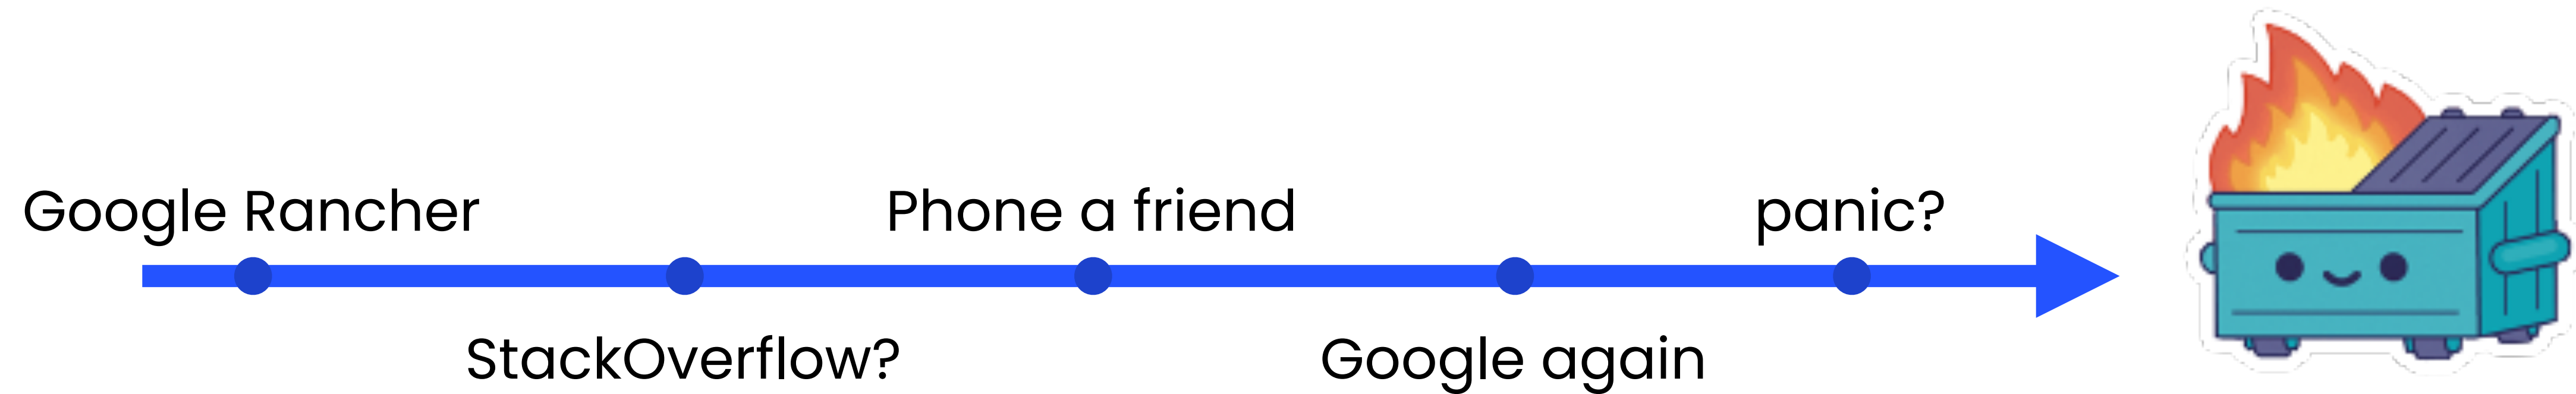 Google Rancher
StackOverflow?
Phone a friend
Google again
panic?